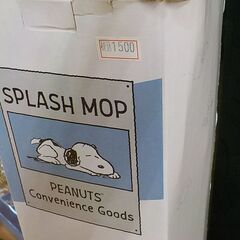 1500
SPLASH MOP
PEANUTS
Convenience Goods